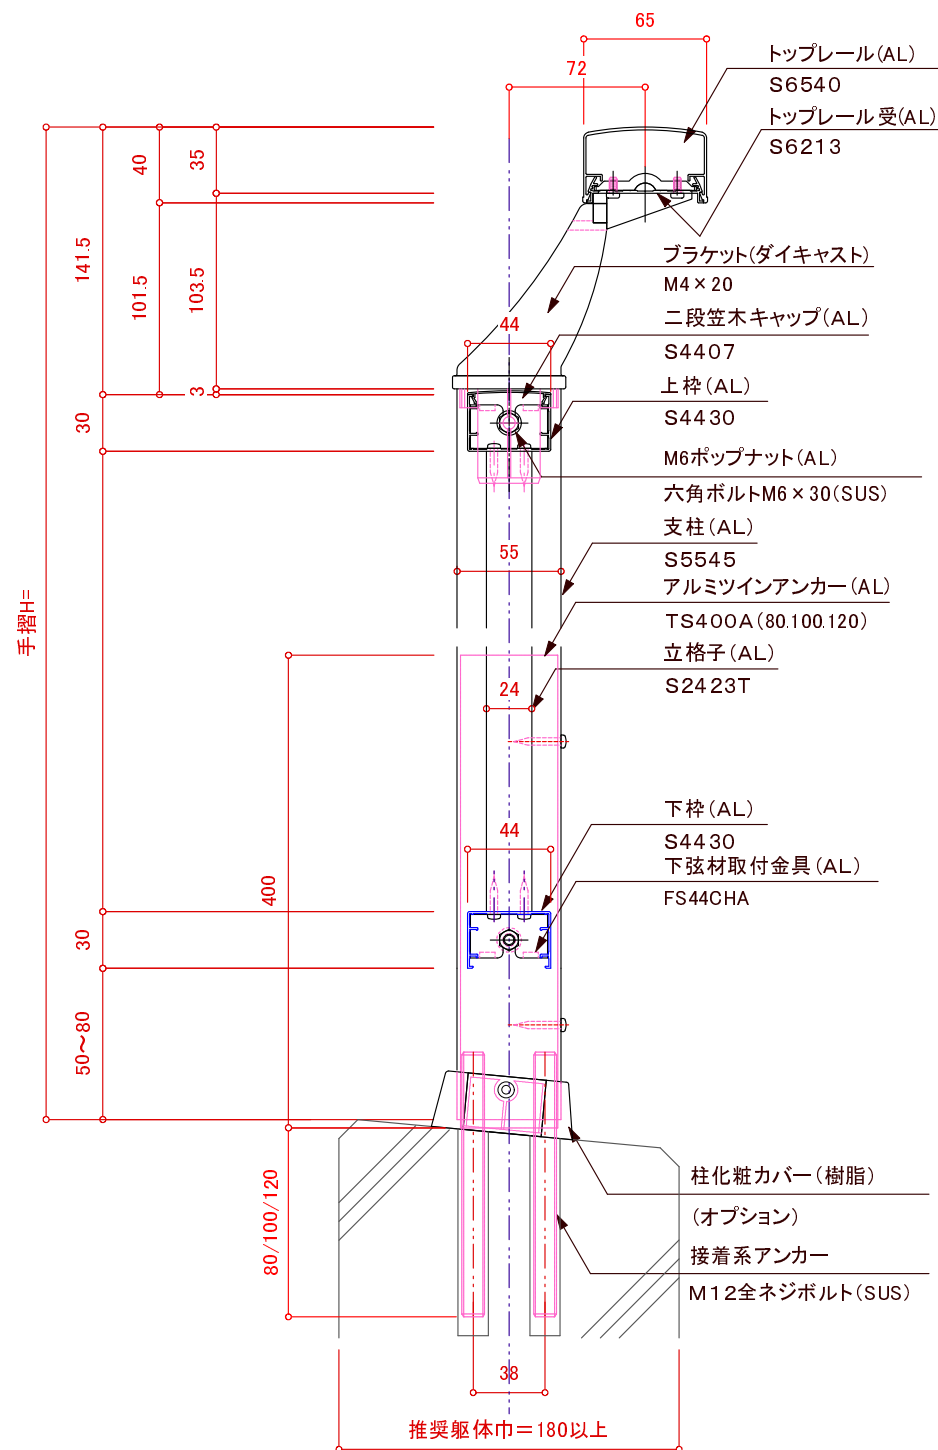 65
72
トップレール(AL)
S6540
トップレール受(AL)
S6213
40
35
141.5
101.5
103.5
3
30
ブラケット(ダイキャスト)
M4×20
44
二段笠木キャップ(AL)
S4407
上枠(AL)
S4430
M6ポップナット(AL)
六角ボルトM6×30(SUS)
支柱(AL)
S5545
55
アルミツインアンカー(AL)
TS400A(80.100.120)
手摺H=
立格子(AL)
S2423T
24
下枠(AL)
S4430
44
下弦材取付金具(AL)
FS44CHA
400
30
50〜80
80/100/120
柱化粧カバー(樹脂)
(オプション)
接着系アンカー
M12全ネジボルト(SUS)
38
推奨躯体巾=180以上